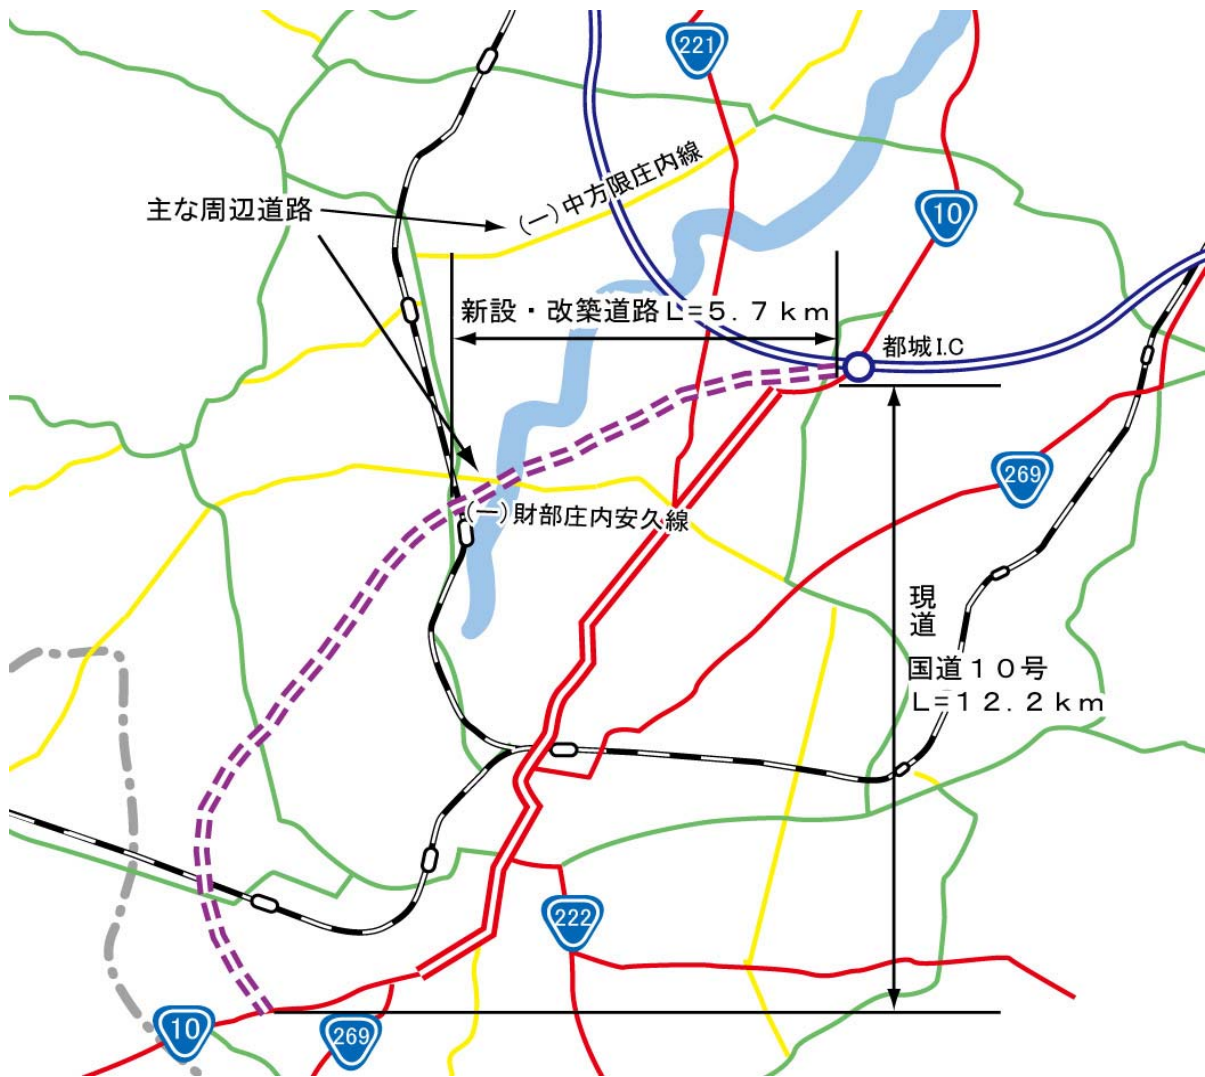 221
(一)中方限庄内線
主な周辺道路
10
新設・改築道路L=5.7km
都城I.C
269
(一)財部庄内安久線
現道
国道10号
L=12.2km
222
10
269